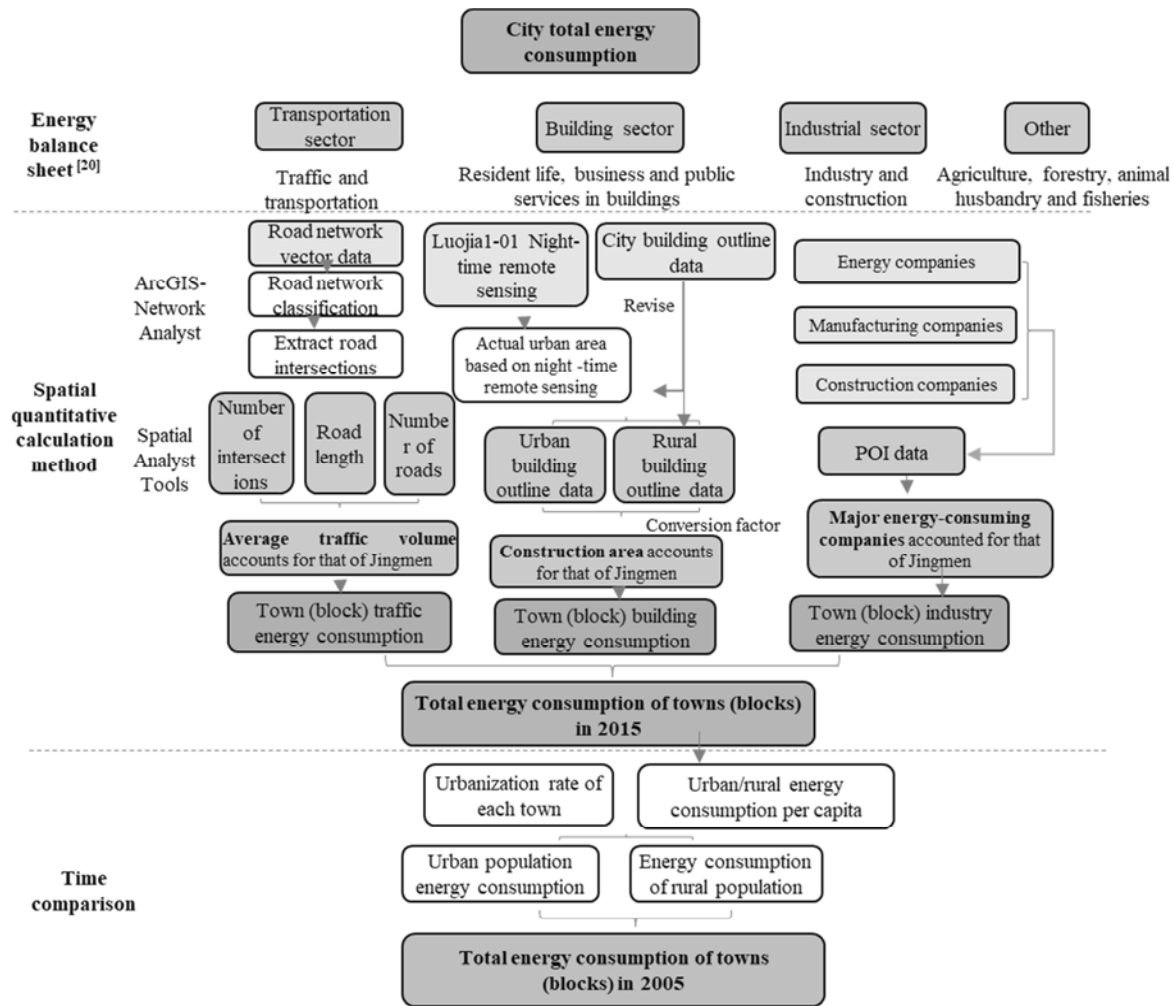 City total energy
consumption
Energy
balance
sheet [20]
Transportation
sector
Building sector
Industrial sector
Other
Traffic and
transportation
Resident life, business and public
services in buildings
Industry and
construction
Agriculture, forestry, animal
husbandry and fisheries
Spatial
quantitative
calculation
method
ArcGIS-
Network
Analyst
Road network
vector data
Road network
classification
Extract road
intersections
Luojia1-01 Night-
time remote
sensing
City building outline
data
Revise
Actual urban area
based on night -time
remote sensing
Energy companies
Manufacturing companies
Construction companies
Spatial
Analyst
Tools
Number
of
intersect
ions
Road
length
Numbe
r of
roads
Urban
building
outline data
Rural
building
outline data
POI data
Conversion factor
Average traffic volume
accounts for that of Jingmen
Construction area accounts
for that of Jingmen
Major energy-consuming
companies accounted for that
of Jingmen
Town (block) traffic
energy consumption
Town (block) building
energy consumption
Town (block) industry
energy consumption
Total energy consumption of towns (blocks)
in 2015
Time
comparison
Urbanization rate of
each town
Urban/rural energy
consumption per capita
Urban population
energy consumption
Energy consumption
of rural population
Total energy consumption of towns
(blocks) in 2005